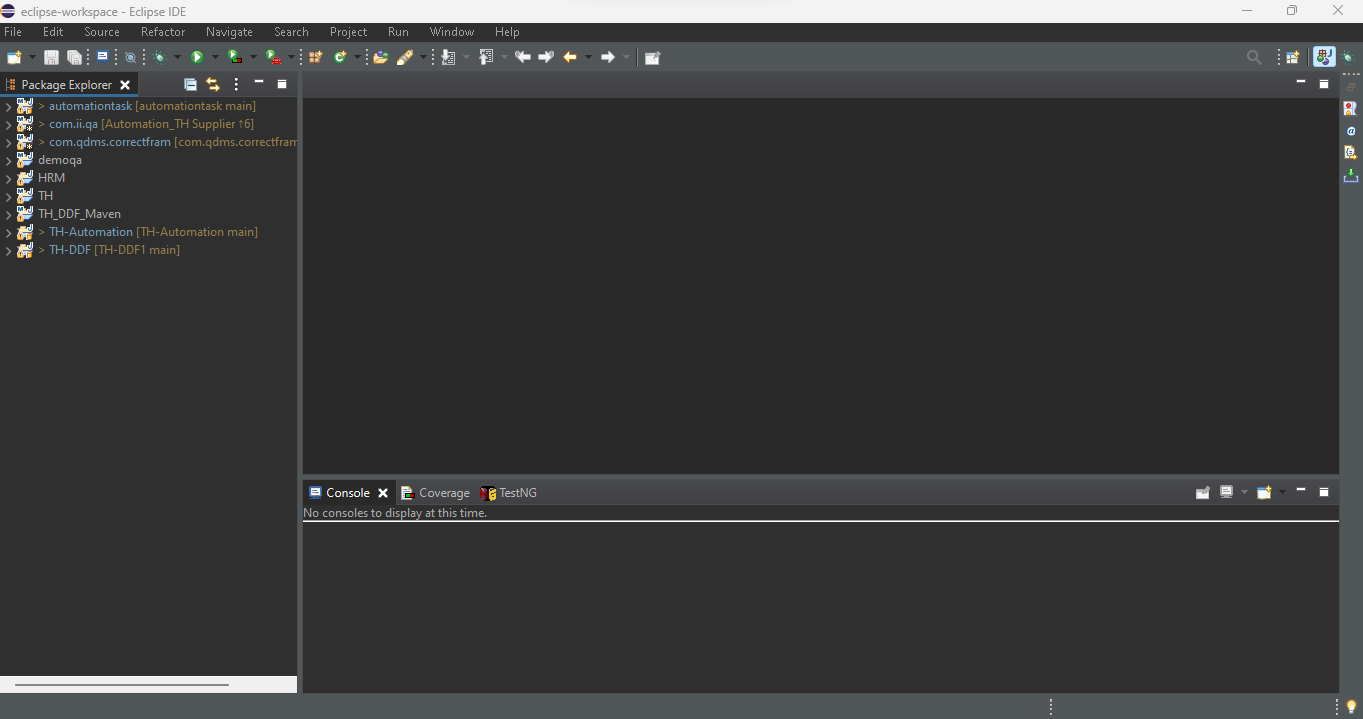 eclipse-workspace - Eclipse IDE
File Edit Source Refactor Navigate Search Project Run Window Help
Package Explorer
> automationtask [automationtask main]
> com.ii.qa [Automation_TH Supplier ↑6]
> com.qdms.correctfram [com.qdms.correctfram
demoqa
HRM
TH
TH_DDF_Maven
> TH-Automation [TH-Automation main]
> TH-DDF [TH-DDF1 main]
Console Coverage TestNG
No consoles to display at this time.